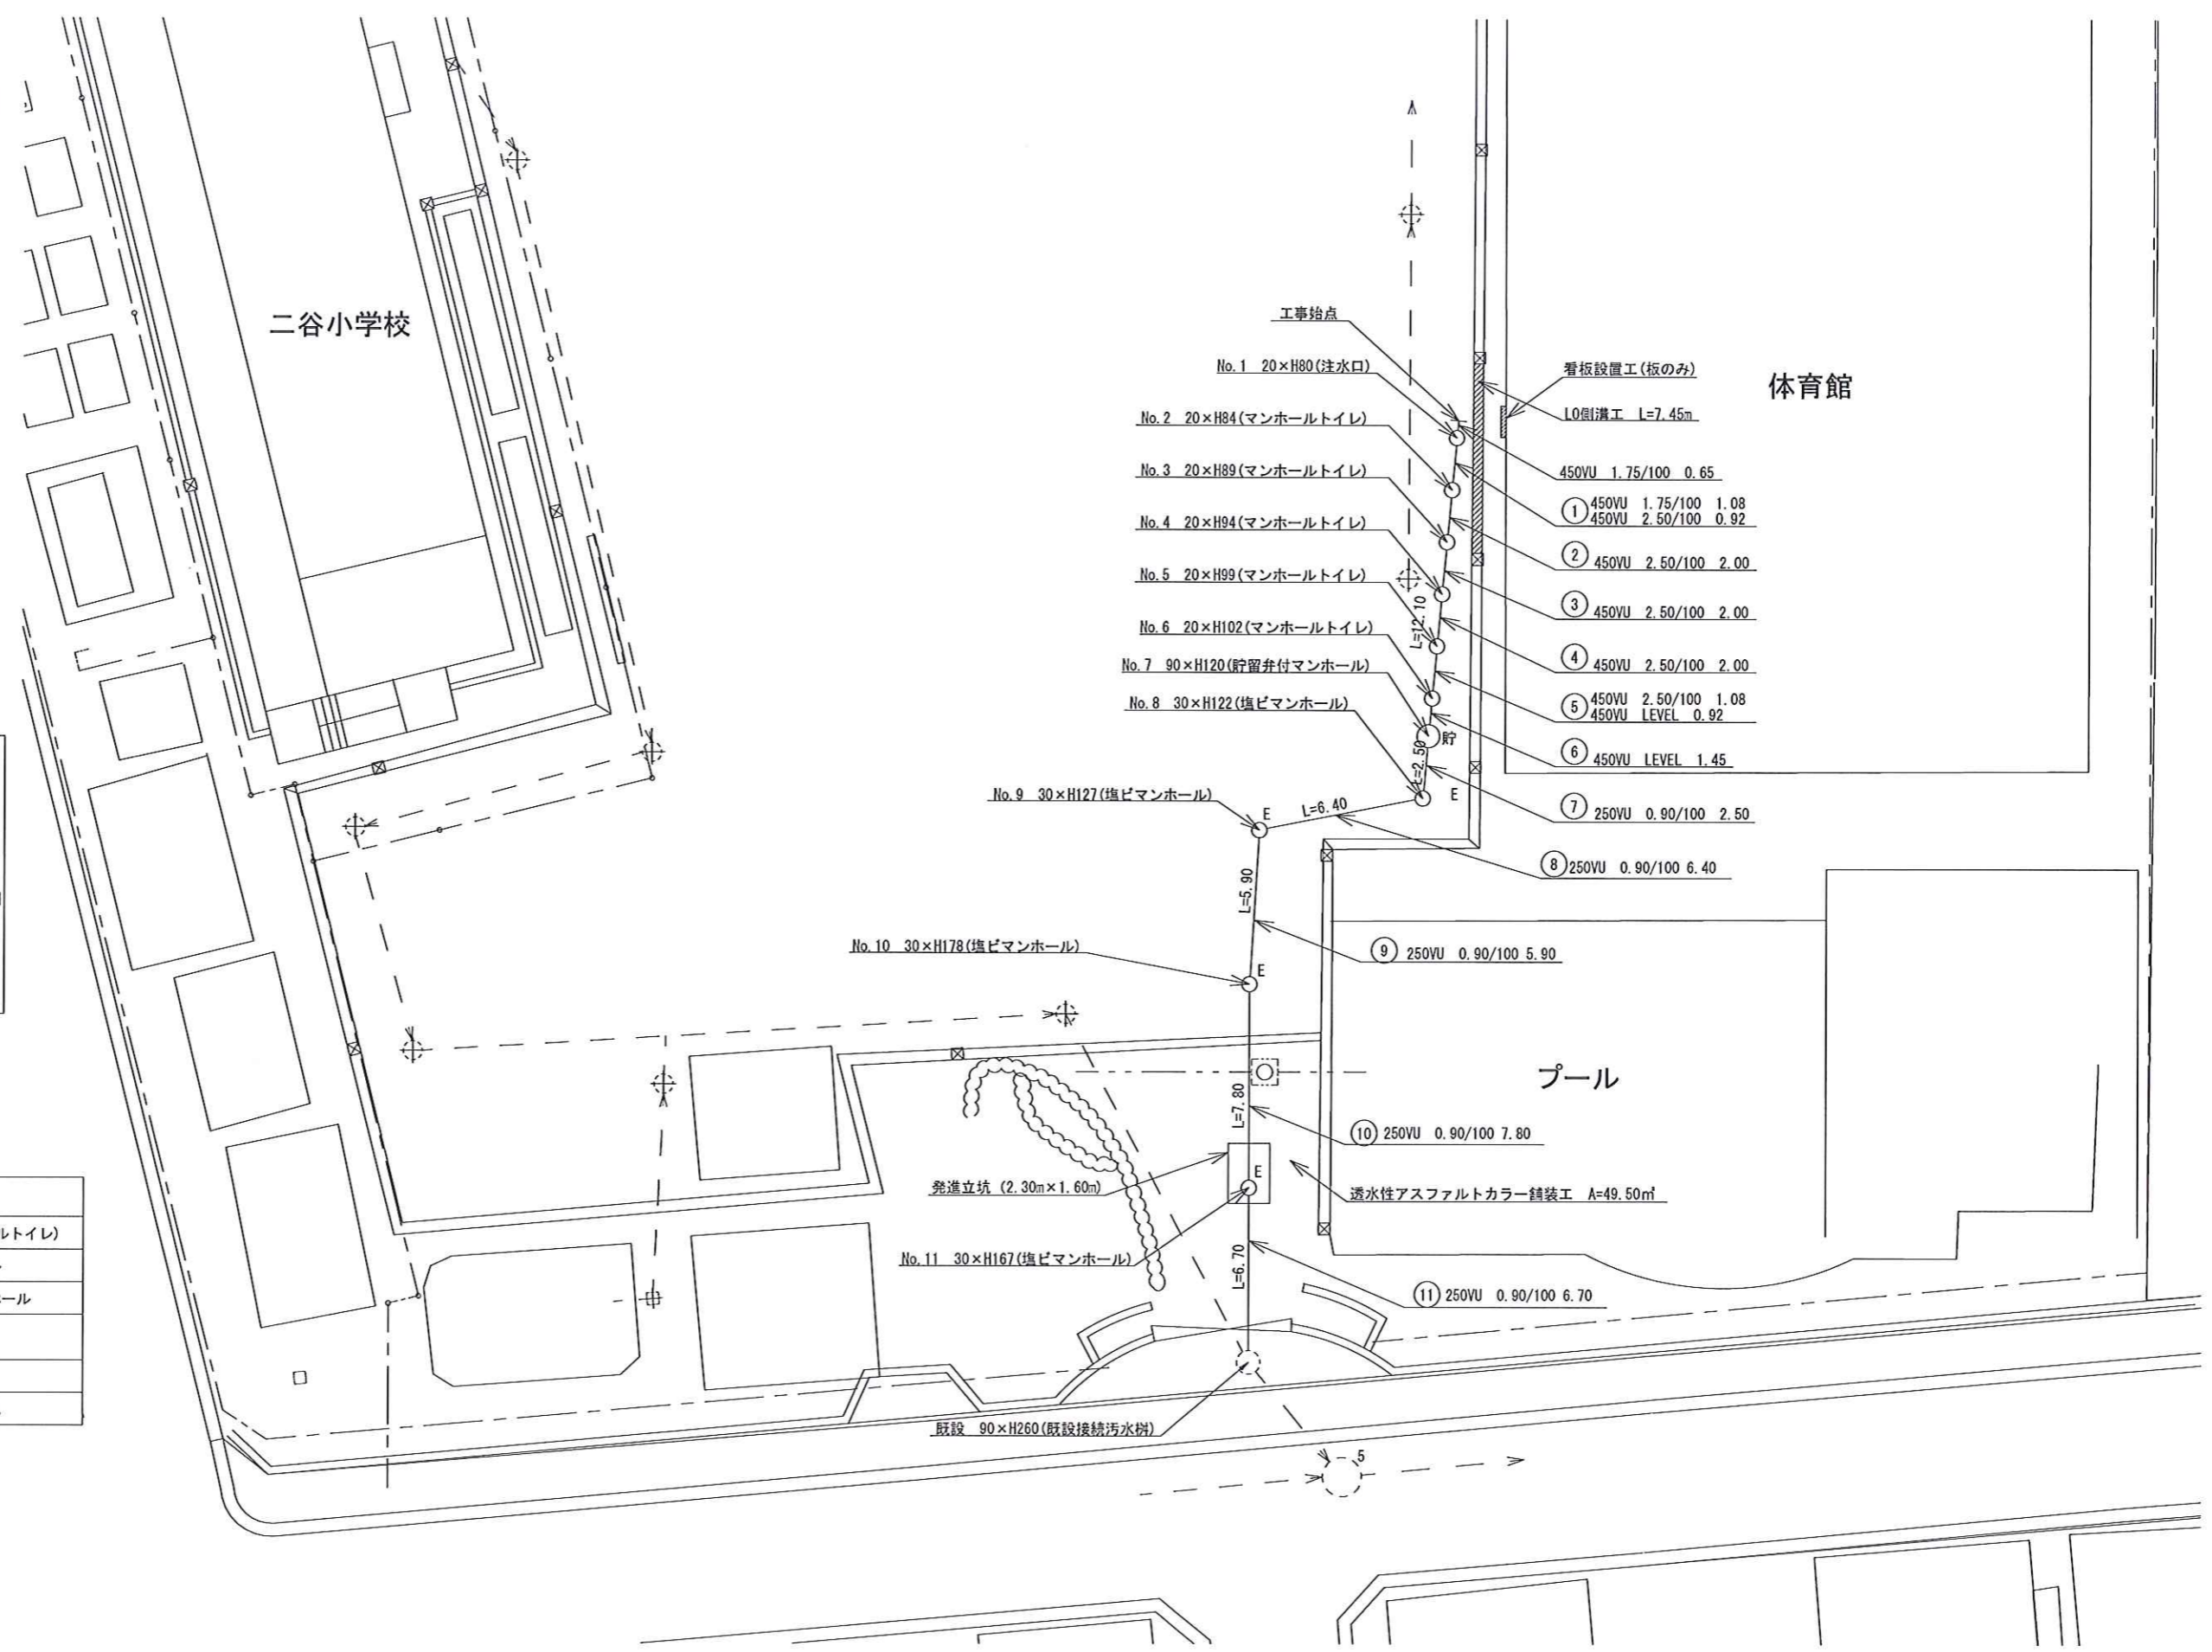 二谷小学校
体育館
プール
工事始点
No.1 20×H80(注水口)
No.2 20×H84(マンホールトイレ)
No.3 20×H89(マンホールトイレ)
No.4 20×H94(マンホールトイレ)
No.5 20×H99(マンホールトイレ)
No.6 20×H102(マンホールトイレ)
No.7 90×H120(貯留弁付マンホール)
No.8 30×H122(塩ビマンホール)
No.9 30×H127(塩ビマンホール)
No.10 30×H178(塩ビマンホール)
発進立坑 (2.30m×1.60m)
No.11 30×H167(塩ビマンホール)
既設 90×H260(既設接続汚水桝)
看板設置工(板のみ)
LO側溝工 L=7.45m
450VU 1.75/100 0.65
① 450VU 1.75/100 1.08
450VU 2.50/100 0.92
② 450VU 2.50/100 2.00
③ 450VU 2.50/100 2.00
④ 450VU 2.50/100 2.00
⑤ 450VU 2.50/100 1.08
450VU LEVEL 0.92
⑥ 450VU LEVEL 1.45
⑦ 250VU 0.90/100 2.50
⑧ 250VU 0.90/100 6.40
⑨ 250VU 0.90/100 5.90
⑩ 250VU 0.90/100 7.80
透水性アスファルトカラー舗装工 A=49.50㎡
⑪ 250VU 0.90/100 6.70
L=12.10
貯
L=2.50
E
L=6.40
E
L=5.90
E
L=7.80
E
L=6.70
5
ルトイレ)
ール